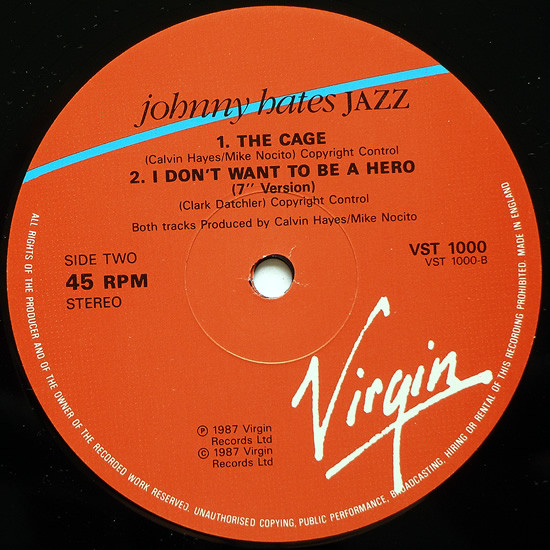 johnny hates JAZZ
1. THE CAGE
(Calvin Hayes/Mike Nocito) Copyright Control
2. I DON'T WANT TO BE A HERO
(7" Version)
(Clark Datchler) Copyright Control
Both tracks Produced by Calvin Hayes/Mike Nocito
SIDE TWO
45 RPM
STEREO
VST 1000
VST 1000-B
Virgin
℗ 1987 Virgin
Records Ltd
© 1987 Virgin
Records Ltd
ALL RIGHTS OF THE PRODUCER AND OF THE OWNER OF THE RECORDED WORK RESERVED. UNAUTHORISED COPYING, PUBLIC PERFORMANCE, BROADCASTING, HIRING OR RENTAL OF THIS RECORDING PROHIBITED. MADE IN ENGLAND